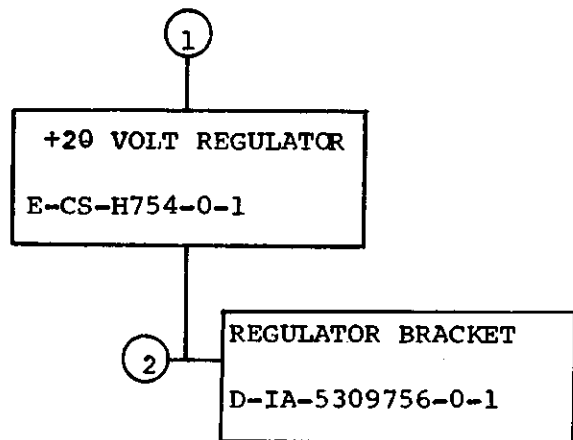 1
+20 VOLT REGULATOR
E-CS-H754-0-1
2
REGULATOR BRACKET
D-IA-5309756-0-1